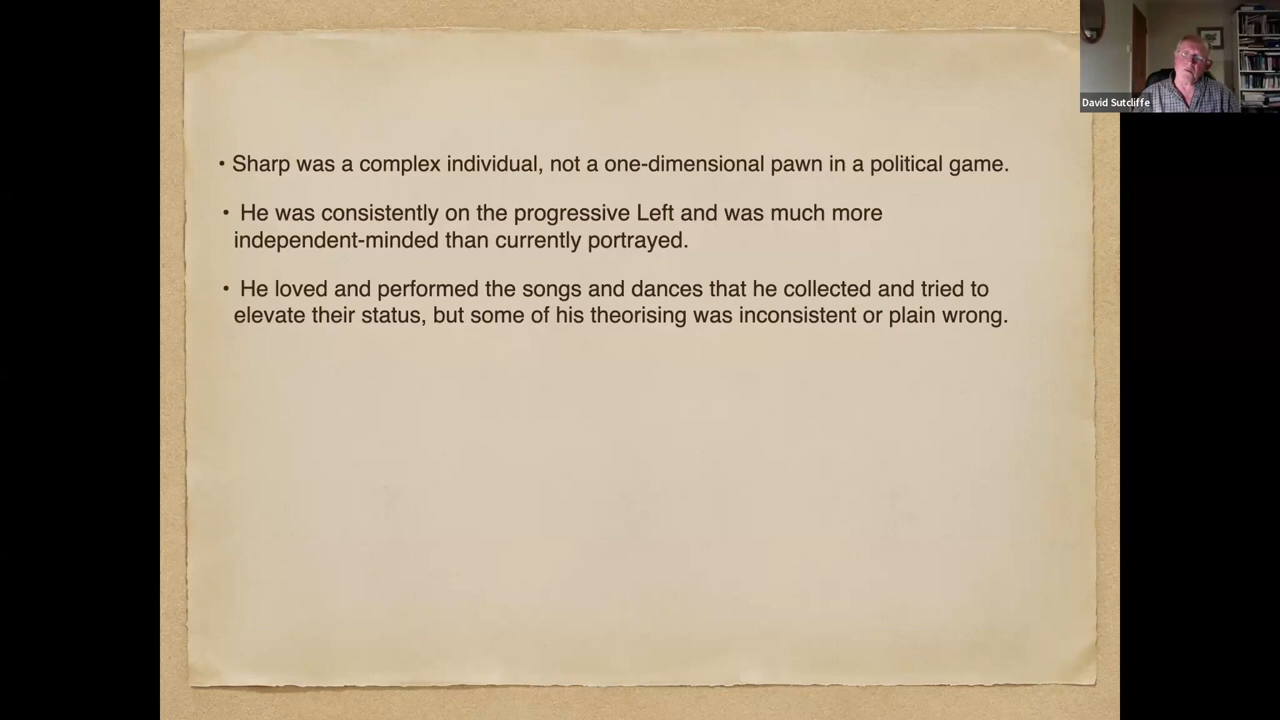 David Sutcliffe
• Sharp was a complex individual, not a one-dimensional pawn in a political game.
• He was consistently on the progressive Left and was much more
independent-minded than currently portrayed.
• He loved and performed the songs and dances that he collected and tried to
elevate their status, but some of his theorising was inconsistent or plain wrong.